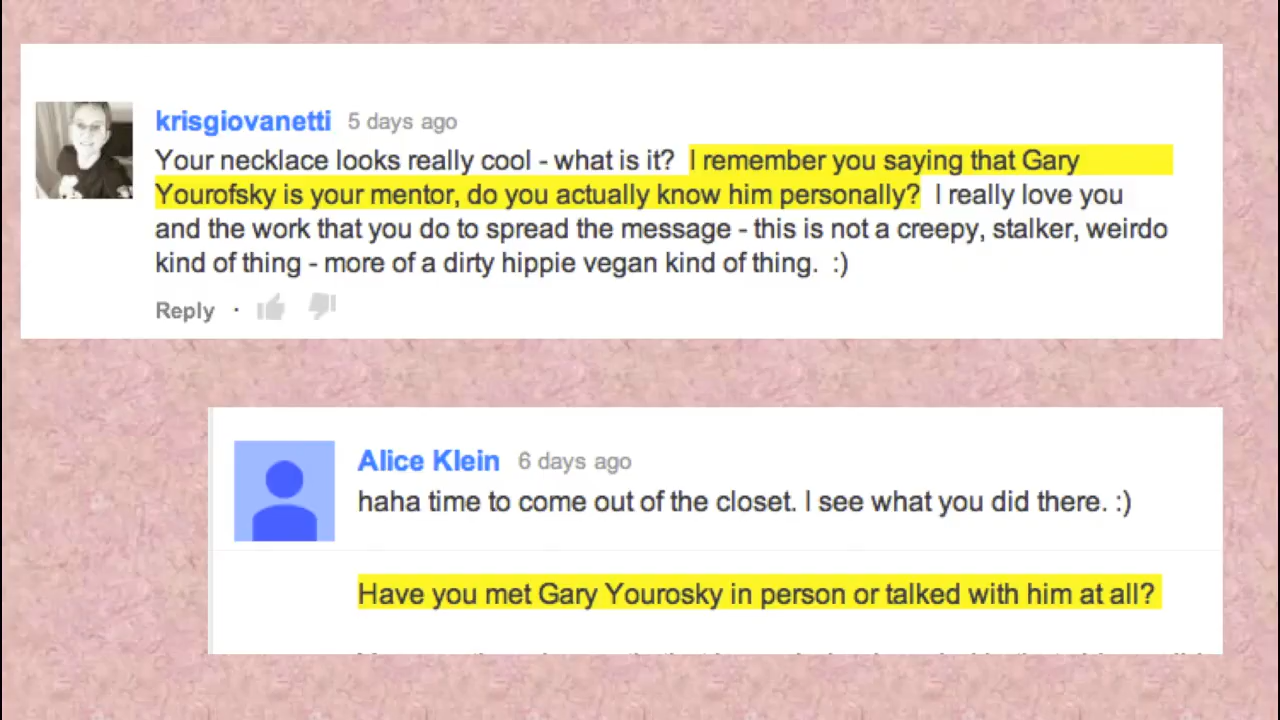 krisgiovanetti 5 days ago
Your necklace looks really cool - what is it? I remember you saying that Gary
Yourofsky is your mentor, do you actually know him personally? I really love you
and the work that you do to spread the message - this is not a creepy, stalker, weirdo
kind of thing - more of a dirty hippie vegan kind of thing. :)
Reply ·
Alice Klein 6 days ago
haha time to come out of the closet. I see what you did there. :)
Have you met Gary Yourosky in person or talked with him at all?